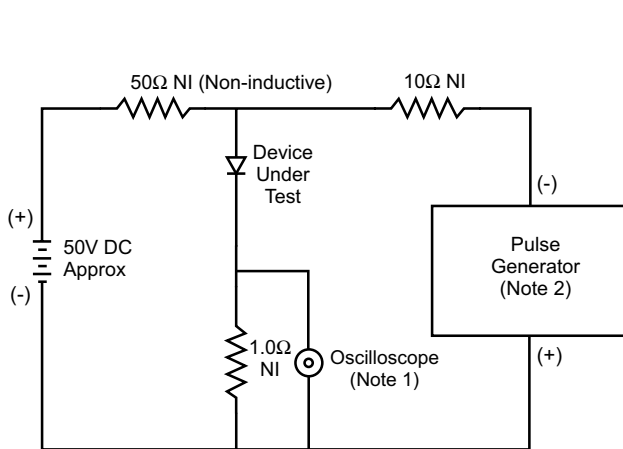 50Ω NI (Non-inductive)
10Ω NI
Device
Under
Test
(-)
(+)
50V DC
Approx
(-)
Pulse
Generator
(Note 2)
1.0Ω
NI
Oscilloscope
(Note 1)
(+)